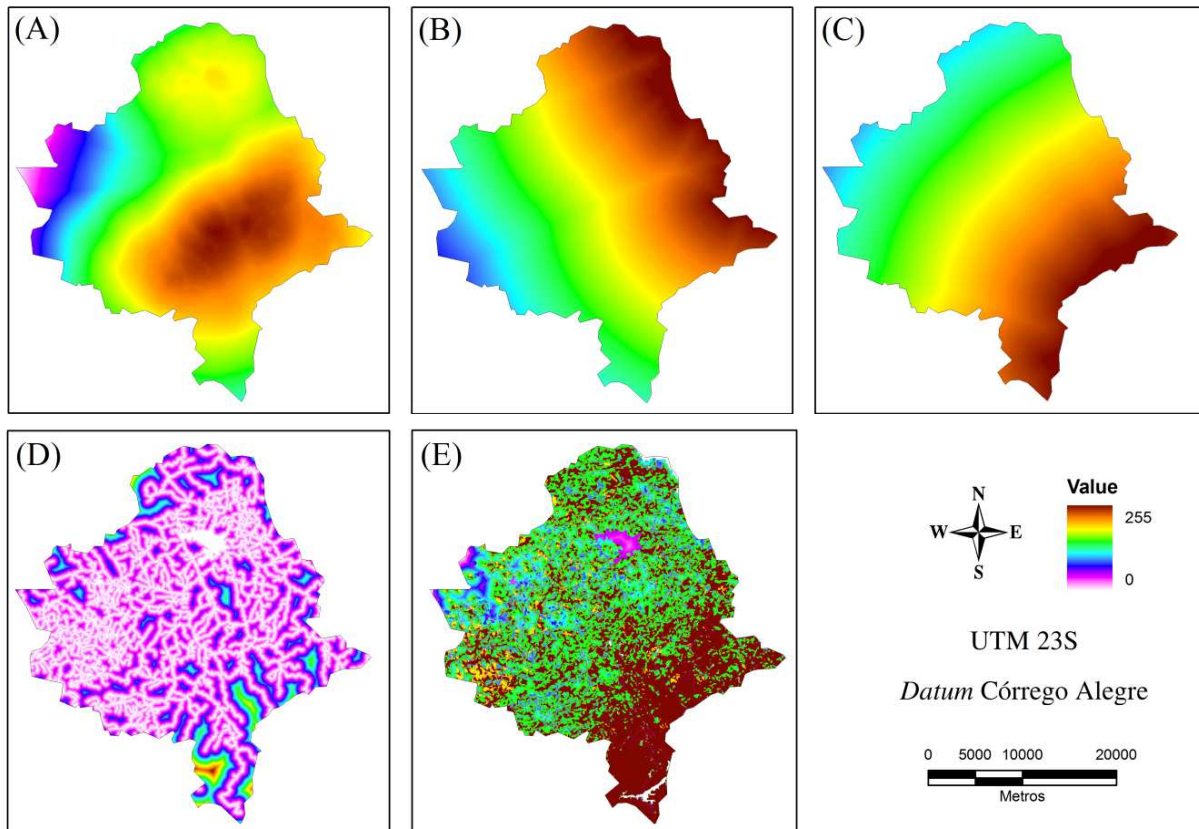 (A)
(B)
(C)
(D)
(E)
N
W E
S
Value
255
0
UTM 23S
Datum Córrego Alegre
0 5000 10000 20000
Metros